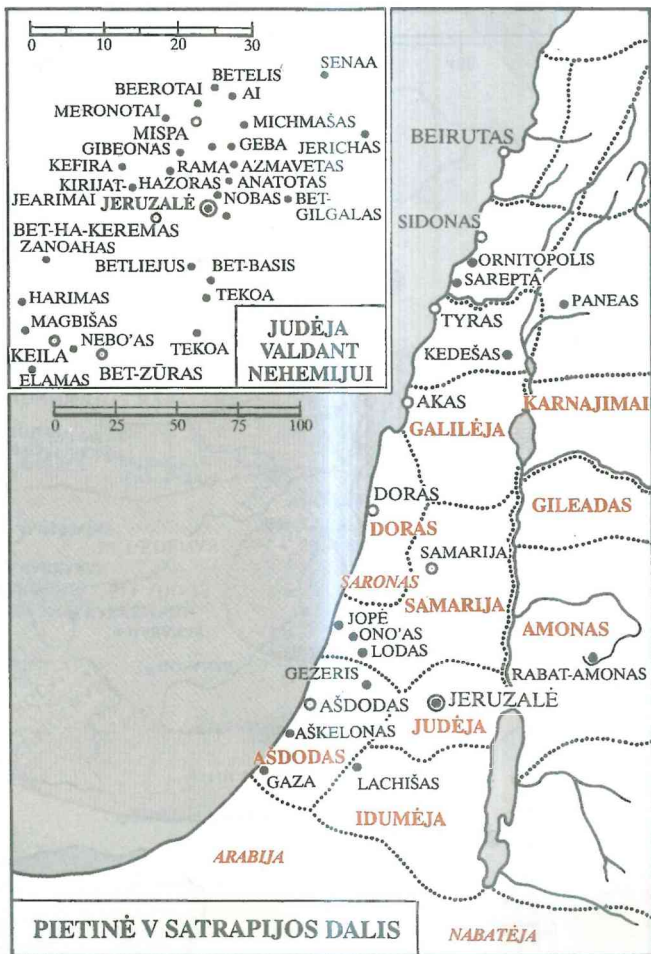 0 10 20 30
SENAA
BETELIS
BEEROTAI
AI
MERONOTAI
MISPA
MICHMAŠAS
GIBEONAS
GEBA
JERICHAS
KEFIRA
RAMA
AZMAVETAS
KIRIJAT-
JEARIMAI
HAZORAS
ANATOTAS
JERUZALĖ
NOBAS
BET-
GILGALAS
BET-HA-KEREMAS
ZANOAHAS
BETLIEJUS
BET-BASIS
HARIMAS
TEKOA
MAGBIŠAS
NEBO'AS
TEKOA
KEILA
ELAMAS
BET-ZŪRAS
JUDĖJA
VALDANT
NEHEMIJUI
0 25 50 75 100
BEIRUTAS
SIDONAS
ORNITOPOLIS
SAREPTA
PANEAS
TYRAS
KEDEŠAS
AKAS
GALILĖJA
KARNAJIMAI
DORAS
DORAS
GILEADAS
SAMARIJA
SARONAS
SAMARIJA
JOPĖ
ONO'AS
LODAS
AMONAS
RABAT-AMONAS
GEZERIS
AŠDODAS
JERUZALĖ
JUDĖJA
AŠKELONAS
AŠDODAS
GAZA
LACHIŠAS
IDUMĖJA
ARABIJA
PIETINĖ V SATRAPIJOS DALIS
NABATĖJA